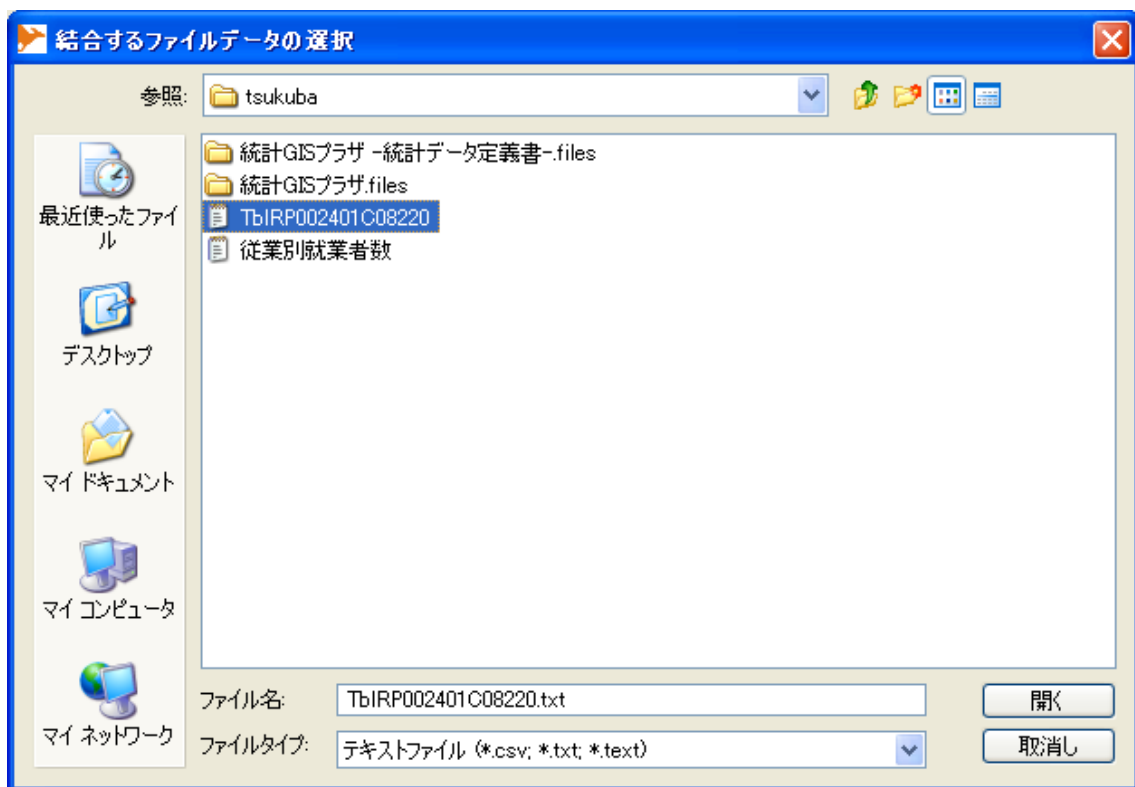 結合するファイルデータの選択
参照:
tsukuba
最近使ったファイ
ル
デスクトップ
マイ ドキュメント
マイ コンピュータ
マイ ネットワーク
統計GISプラザ -統計データ定義書-.files
統計GISプラザ.files
TblRP002401C08220
従業別就業者数
ファイル名:
TblRP002401C08220.txt
開く
ファイルタイプ:
テキストファイル (*.csv; *.txt; *.text)
取消し